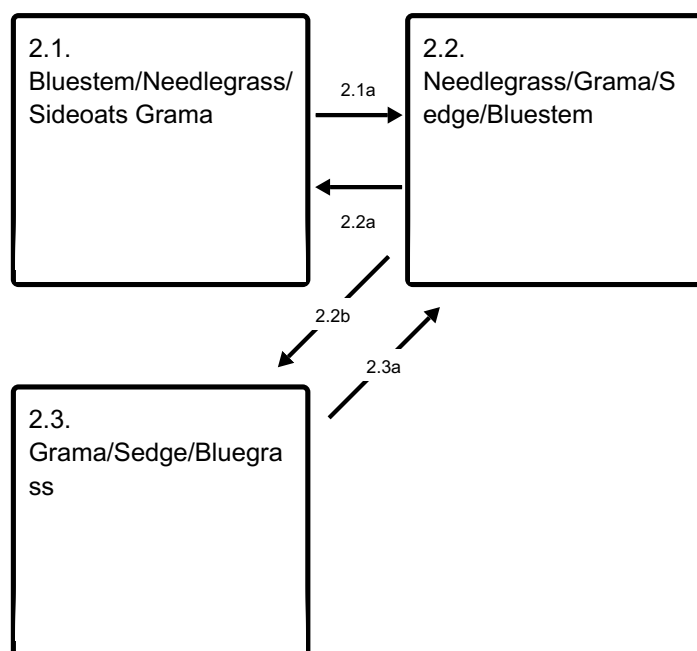 2.1.
Bluestem/Needlegrass/
Sideoats Grama
2.1a
2.2.
Needlegrass/Grama/S
edge/Bluestem
2.2a
2.2b
2.3a
2.3.
Grama/Sedge/Bluegra
ss